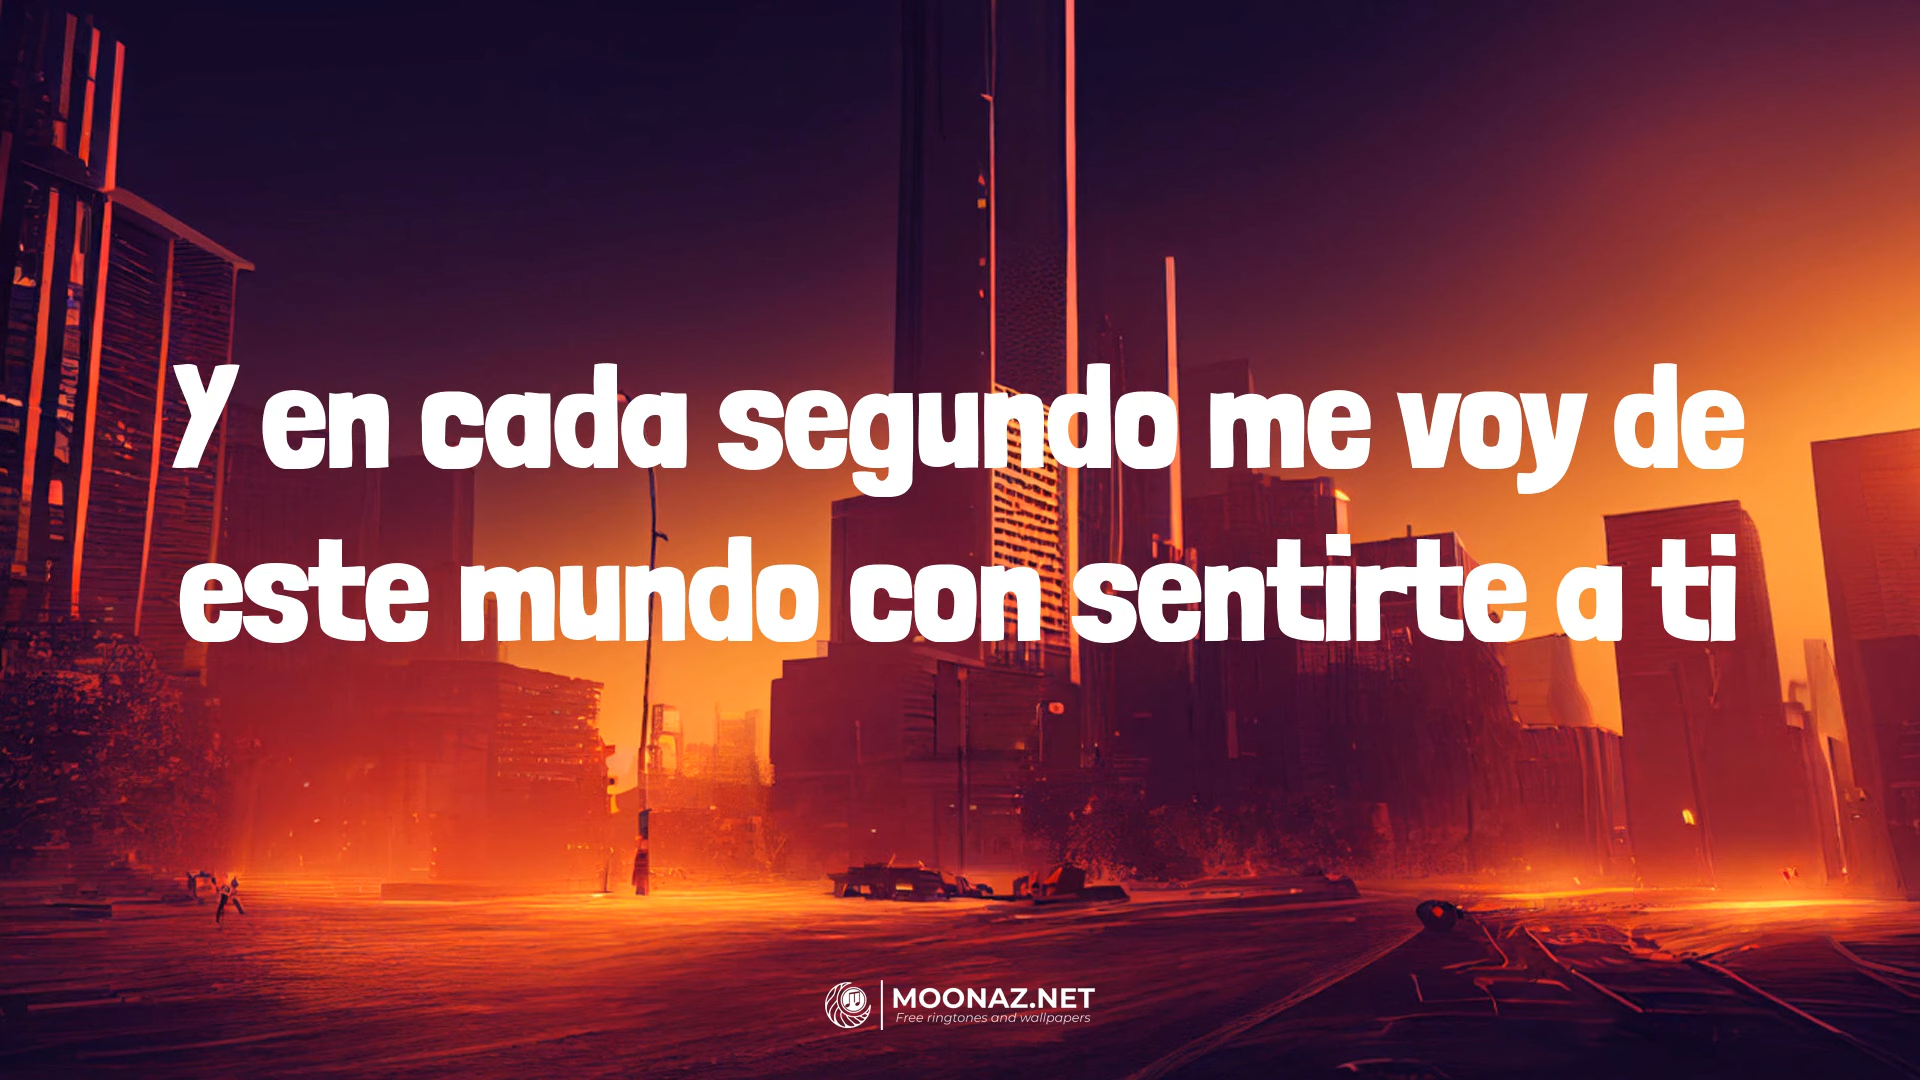 Y en cada segundo me voy de
este mundo con sentirte a ti
MOONAZ.NET
Free ringtones and wallpapers